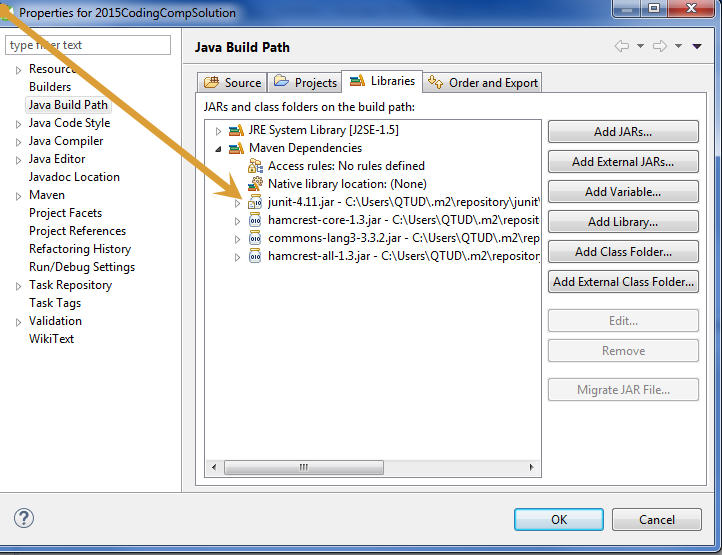 Properties for 2015CodingCompSolution
type filter text
Resource
Builders
Java Build Path
Java Code Style
Java Compiler
Java Editor
Javadoc Location
Maven
Project Facets
Project References
Refactoring History
Run/Debug Settings
Task Repository
Task Tags
Validation
WikiText
Java Build Path
Source Projects Libraries Order and Export
JARs and class folders on the build path:
JRE System Library [J2SE-1.5]
Maven Dependencies
Access rules: No rules defined
Native library location: (None)
junit-4.11.jar - C:\Users\QTUD\.m2\repository\junit\
hamcrest-core-1.3.jar - C:\Users\QTUD\.m2\reposit
commons-lang3-3.3.2.jar - C:\Users\QTUD\.m2\rep
hamcrest-all-1.3.jar - C:\Users\QTUD\.m2\repository
Add JARs...
Add External JARs...
Add Variable...
Add Library...
Add Class Folder...
Add External Class Folder...
Edit...
Remove
Migrate JAR File...
OK Cancel